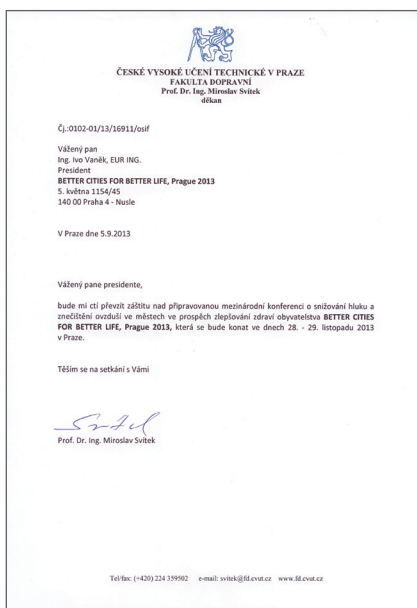 ČESKÉ VYSOKÉ UČENÍ TECHNICKÉ V PRAZE
FAKULTA DOPRAVNÍ
Prof. Dr. Ing. Miroslav Svítek
děkan
Čj.:0102-01/13/16911/osif
Vážený pan
Ing. Ivo Vaněk, EUR ING.
President
BETTER CITIES FOR BETTER LIFE, Prague 2013
5. května 1154/45
140 00 Praha 4 - Nusle
V Praze dne 5.9.2013
Vážený pane presidente,
bude mi ctí převzít záštitu nad připravovanou mezinárodní konferenci o snižování hluku a
znečištění ovzduší ve městech ve prospěch zlepšování zdraví obyvatelstva BETTER CITIES
FOR BETTER LIFE, Prague 2013, která se bude konat ve dnech 28. - 29. listopadu 2013
v Praze.
Těším se na setkání s Vámi
Prof. Dr. Ing. Miroslav Svítek
Tel/fax: (+420) 224 359502 e-mail: svitek@fd.cvut.cz www.fd.cvut.cz